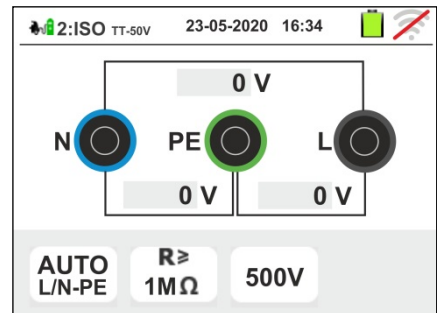 2:ISO TT-50V 23-05-2020 16:34
0 V
N PE L
0 V 0 V
AUTO R≥ 500V
L/N-PE 1MΩ